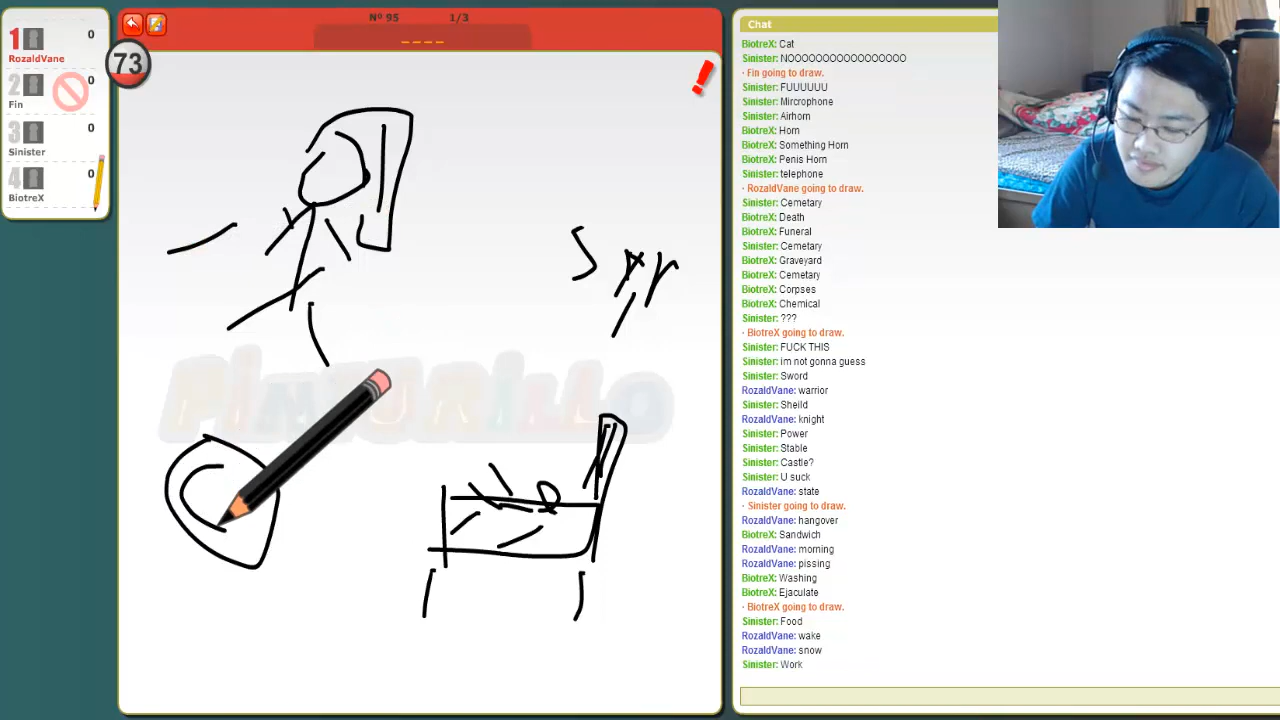 1
0
RozaldVane
2
0
Fin
3
0
Sinister
4
0
BiotreX
Nº 95
1/3
_ _ _ _
73
!
Chat
BiotreX: Cat
Sinister: NOOOOOOOOOOOOOOOOO
· Fin going to draw.
Sinister: FUUUUUU
Sinister: Mircrophone
Sinister: Airhorn
BiotreX: Horn
BiotreX: Something Horn
BiotreX: Penis Horn
Sinister: telephone
· RozaldVane going to draw.
Sinister: Cemetary
BiotreX: Death
BiotreX: Funeral
Sinister: Cemetary
BiotreX: Graveyard
BiotreX: Cemetary
BiotreX: Corpses
BiotreX: Chemical
Sinister: ???
· BiotreX going to draw.
Sinister: FUCK THIS
Sinister: im not gonna guess
Sinister: Sword
RozaldVane: warrior
Sinister: Sheild
RozaldVane: knight
Sinister: Power
Sinister: Stable
Sinister: Castle?
Sinister: U suck
RozaldVane: state
· Sinister going to draw.
RozaldVane: hangover
BiotreX: Sandwich
RozaldVane: morning
RozaldVane: pissing
BiotreX: Washing
BiotreX: Ejaculate
· BiotreX going to draw.
Sinister: Food
RozaldVane: wake
RozaldVane: snow
Sinister: Work